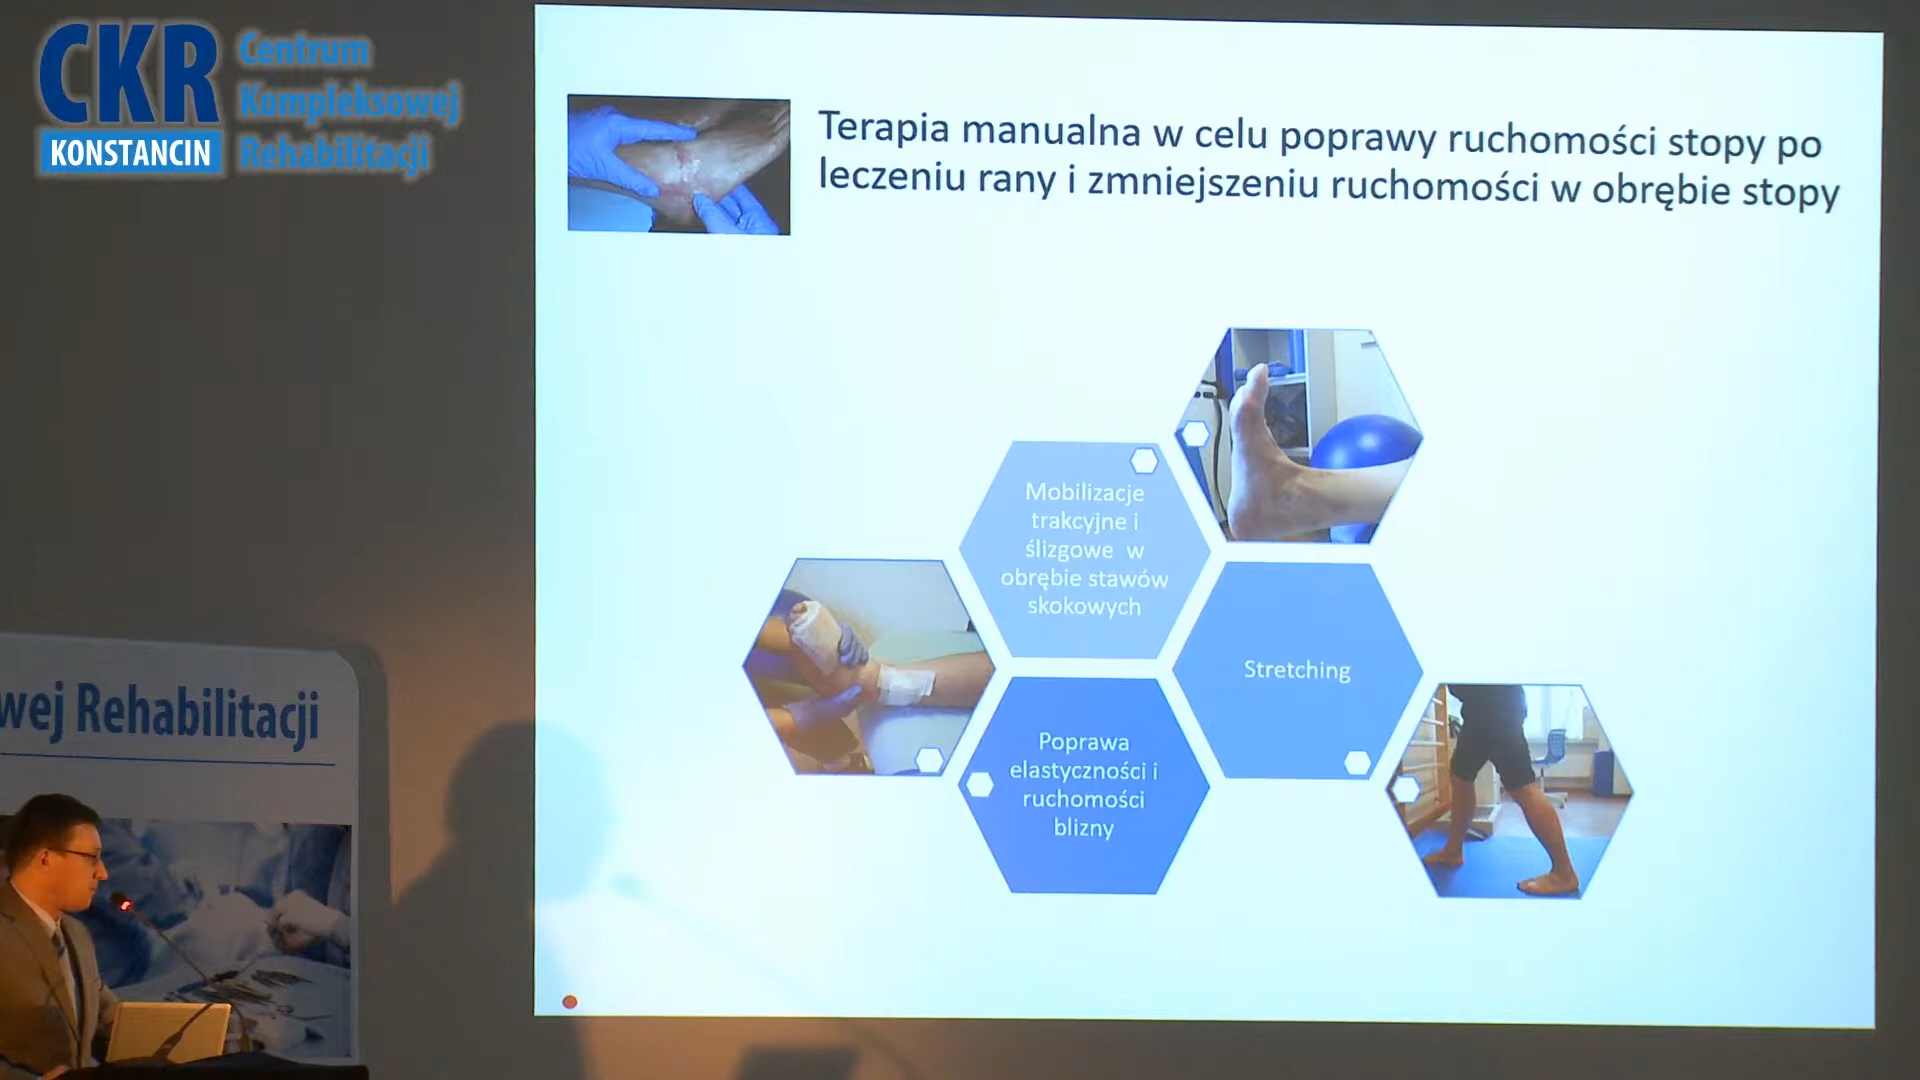 CKR
Centrum
Kompleksowej
Rehabilitacji
KONSTANCIN
Terapia manualna w celu poprawy ruchomości stopy po
leczeniu rany i zmniejszeniu ruchomości w obrębie stopy
Mobilizacje
trakcyjne i
ślizgowe w
obrębie stawów
skokowych
Stretching
Poprawa
elastyczności i
ruchomości
blizny
wej Rehabilitacji